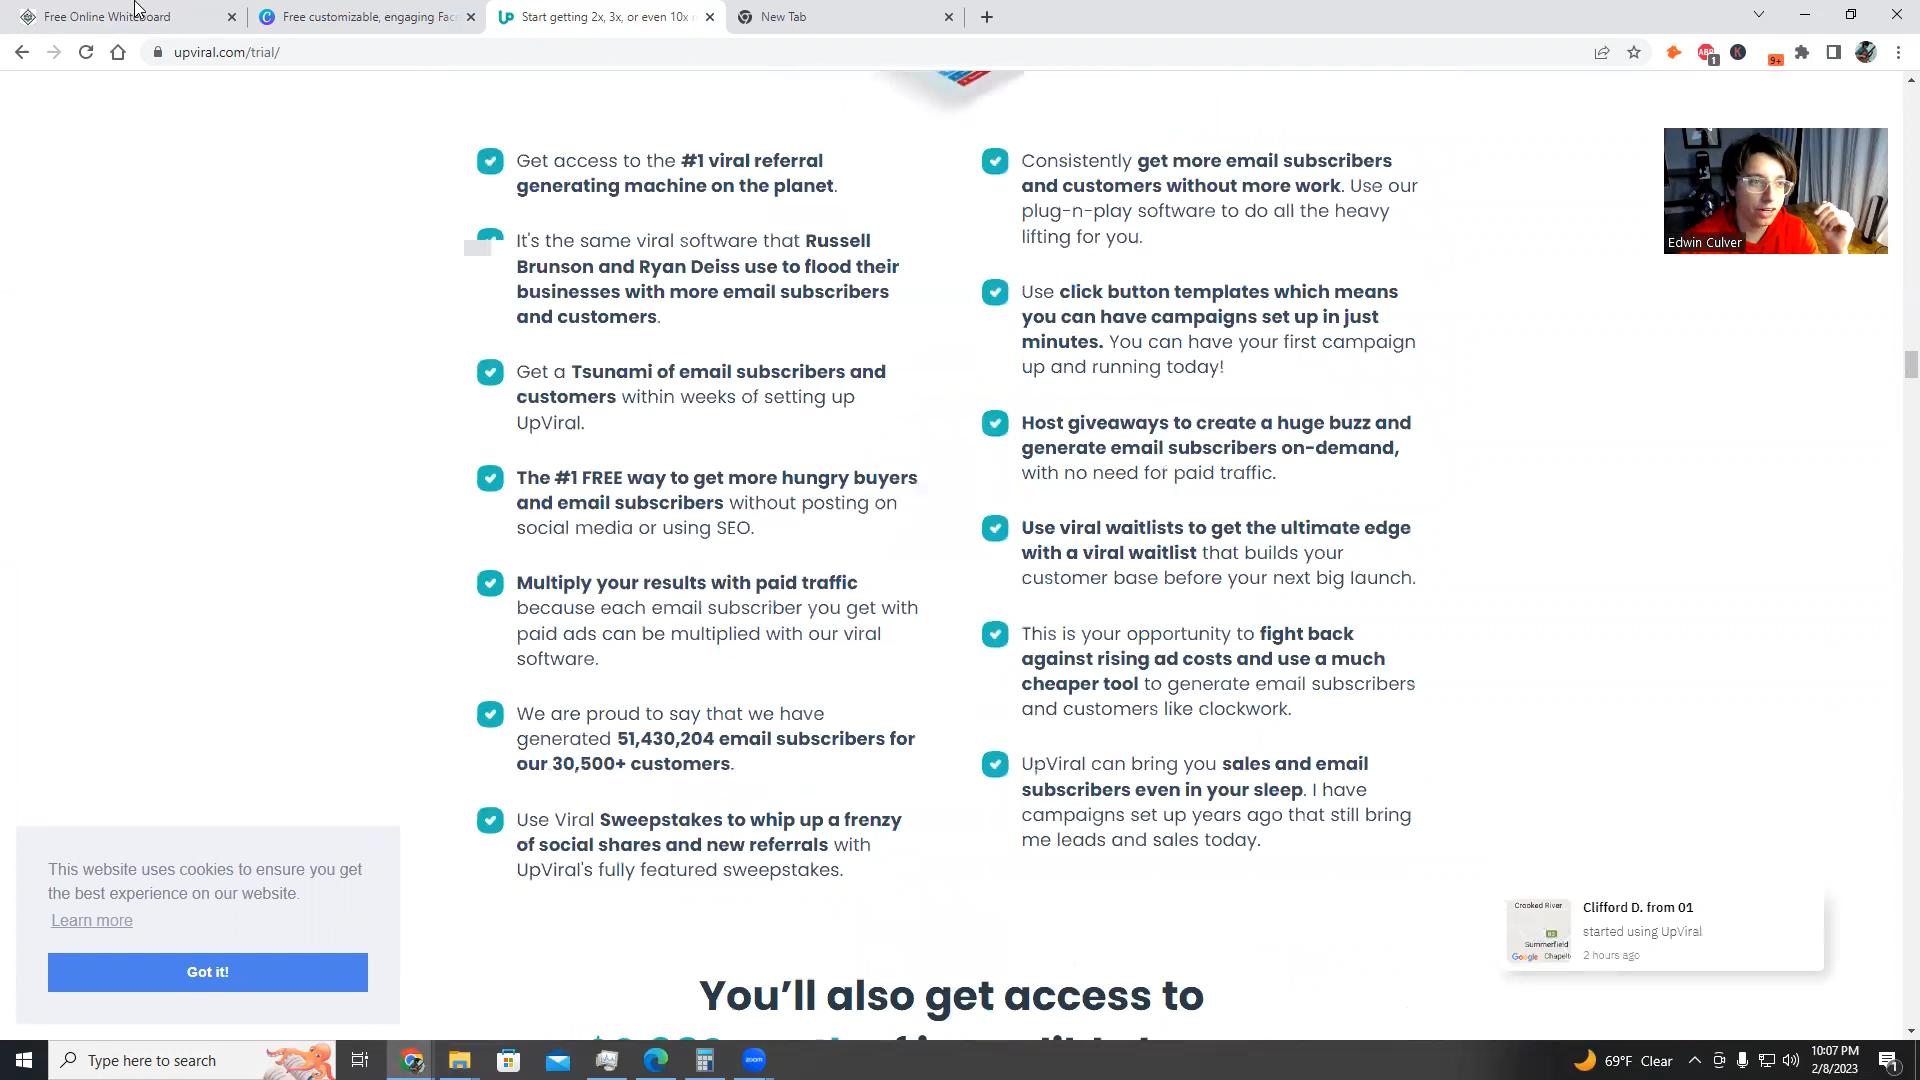 Free Online Whiteboard
Free customizable, engaging Fac
Start getting 2x, 3x, or even 10x
New Tab
upviral.com/trial/
ABP
1
K
9+
Get access to the #1 viral referral
generating machine on the planet.
It's the same viral software that Russell
Brunson and Ryan Deiss use to flood their
businesses with more email subscribers
and customers.
Get a Tsunami of email subscribers and
customers within weeks of setting up
UpViral.
The #1 FREE way to get more hungry buyers
and email subscribers without posting on
social media or using SEO.
Multiply your results with paid traffic
because each email subscriber you get with
paid ads can be multiplied with our viral
software.
We are proud to say that we have
generated 51,430,204 email subscribers for
our 30,500+ customers.
Use Viral Sweepstakes to whip up a frenzy
of social shares and new referrals with
UpViral's fully featured sweepstakes.
Consistently get more email subscribers
and customers without more work. Use our
plug-n-play software to do all the heavy
lifting for you.
Use click button templates which means
you can have campaigns set up in just
minutes. You can have your first campaign
up and running today!
Host giveaways to create a huge buzz and
generate email subscribers on-demand,
with no need for paid traffic.
Use viral waitlists to get the ultimate edge
with a viral waitlist that builds your
customer base before your next big launch.
This is your opportunity to fight back
against rising ad costs and use a much
cheaper tool to generate email subscribers
and customers like clockwork.
UpViral can bring you sales and email
subscribers even in your sleep. I have
campaigns set up years ago that still bring
me leads and sales today.
Edwin Culver
This website uses cookies to ensure you get
the best experience on our website.
Learn more
Got it!
Crooked River
Summerfield
Google
Chapelt
Clifford D. from 01
started using UpViral
2 hours ago
You'll also get access to
Type here to search
zoom
69°F Clear
10:07 PM
2/8/2023
1